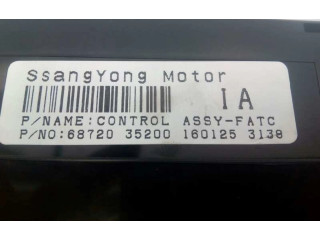 SsangYong Motor
IA
P/NAME:CONTROL ASSY-FATC
P/NO:68720 35200 160125 3138